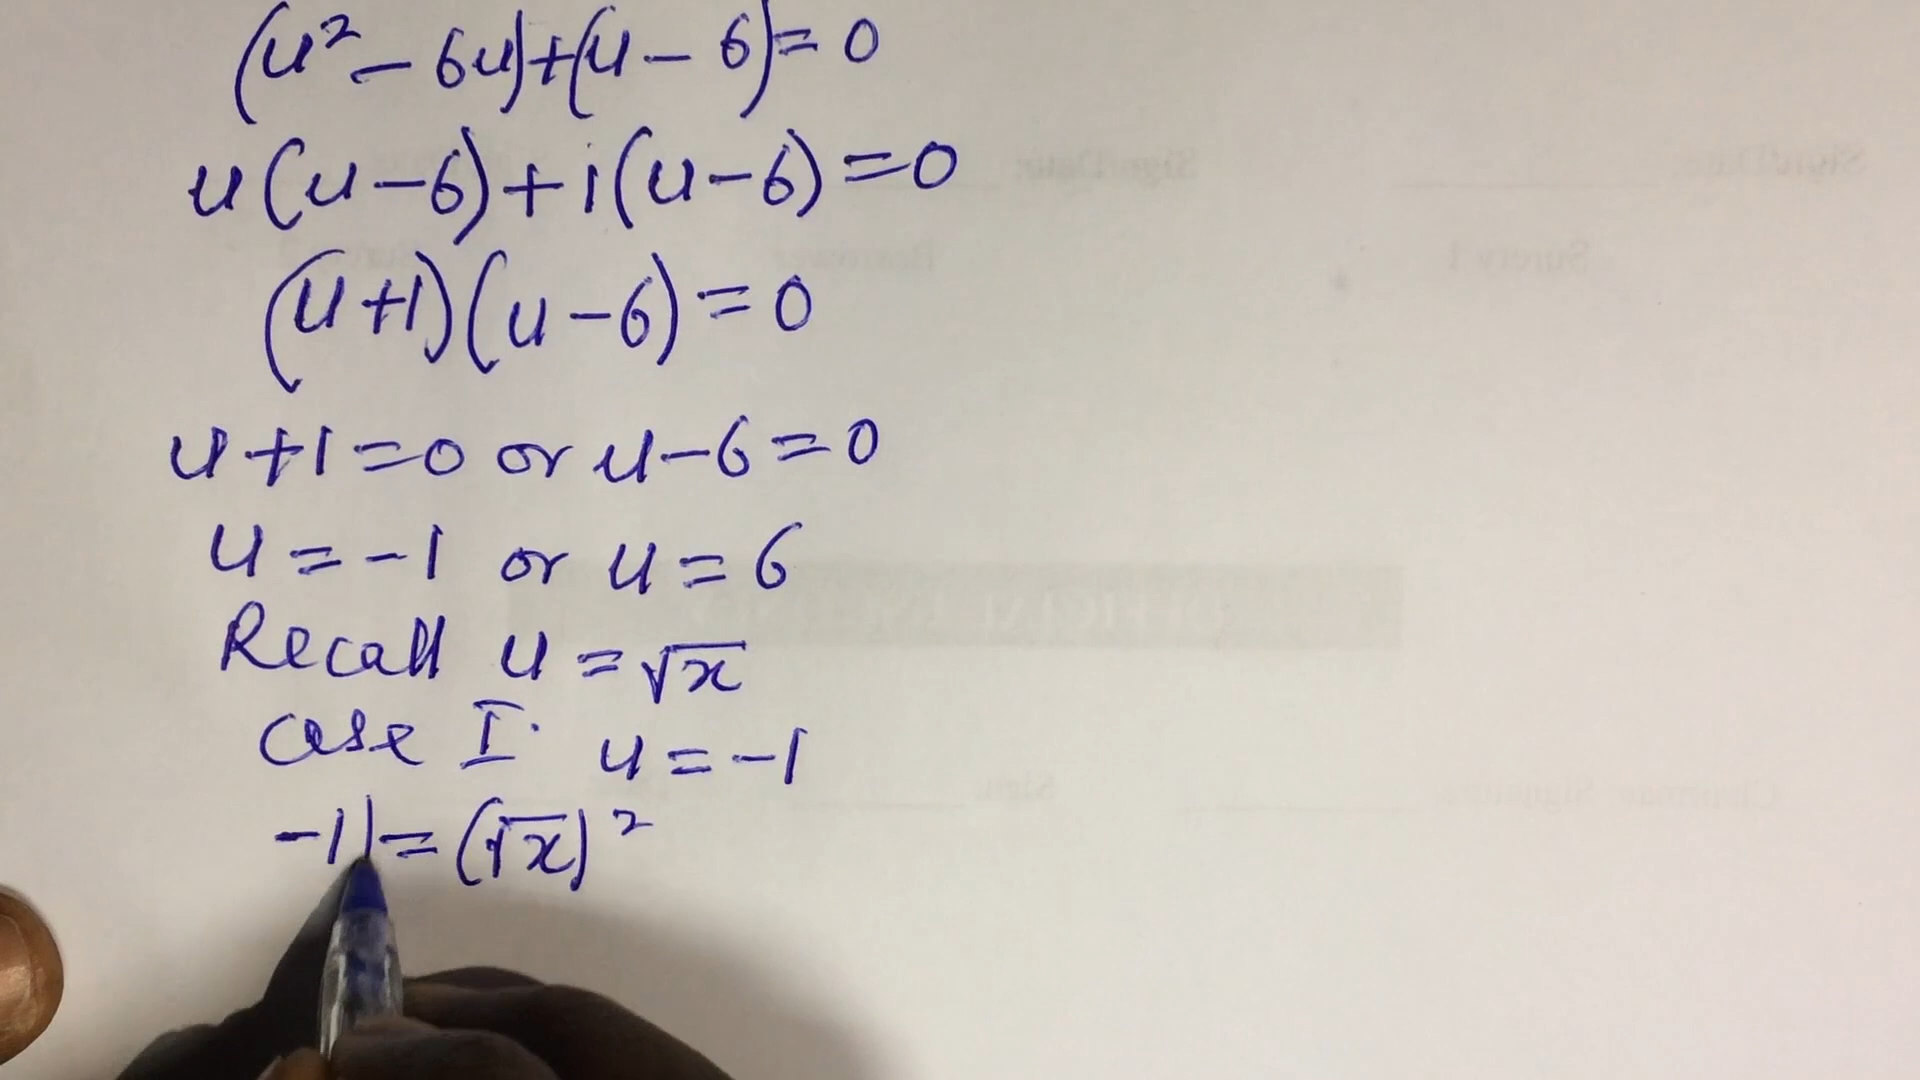 (u² - 6u)+(u - 6)= 0
u(u-6)+1(u-6)=0
(u+1)(u-6)=0
u+1=0 or u-6=0
u = -1 or u = 6
Recall u = √x
Case I. u = -1
-1)= (√x)²